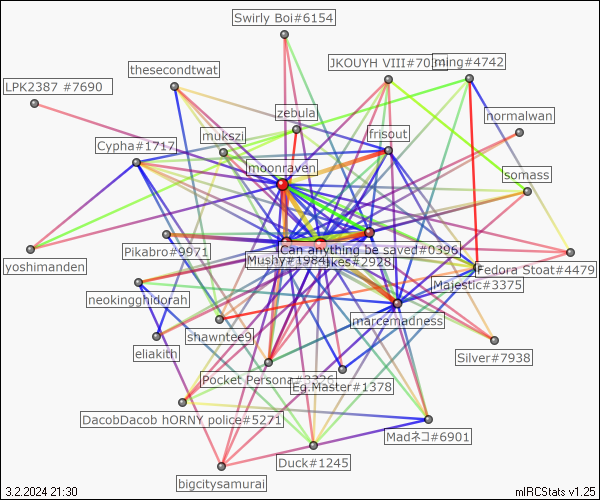 Swirly Boi#6154
JKOUYH VIII#703
ming#4742
thesecondtwat
LPK2387 #7690
zebula
normalwan
mukszi
frisout
Cypha#1717
moonraven
somass
Can anything be saved#0396
Pikabro#9971
Mushy#1984
ikes#2928
yoshimanden
Fedora Stoat#4479
Majestic#3375
neokingghidorah
marcemadness
shawntee9
eliakith
Silver#7938
Pocket Persona#3336
Eg.Master#1378
DacobDacob hORNY police#5271
Madネコ#6901
Duck#1245
bigcitysamurai
3.2.2024 21:30
mIRCStats v1.25